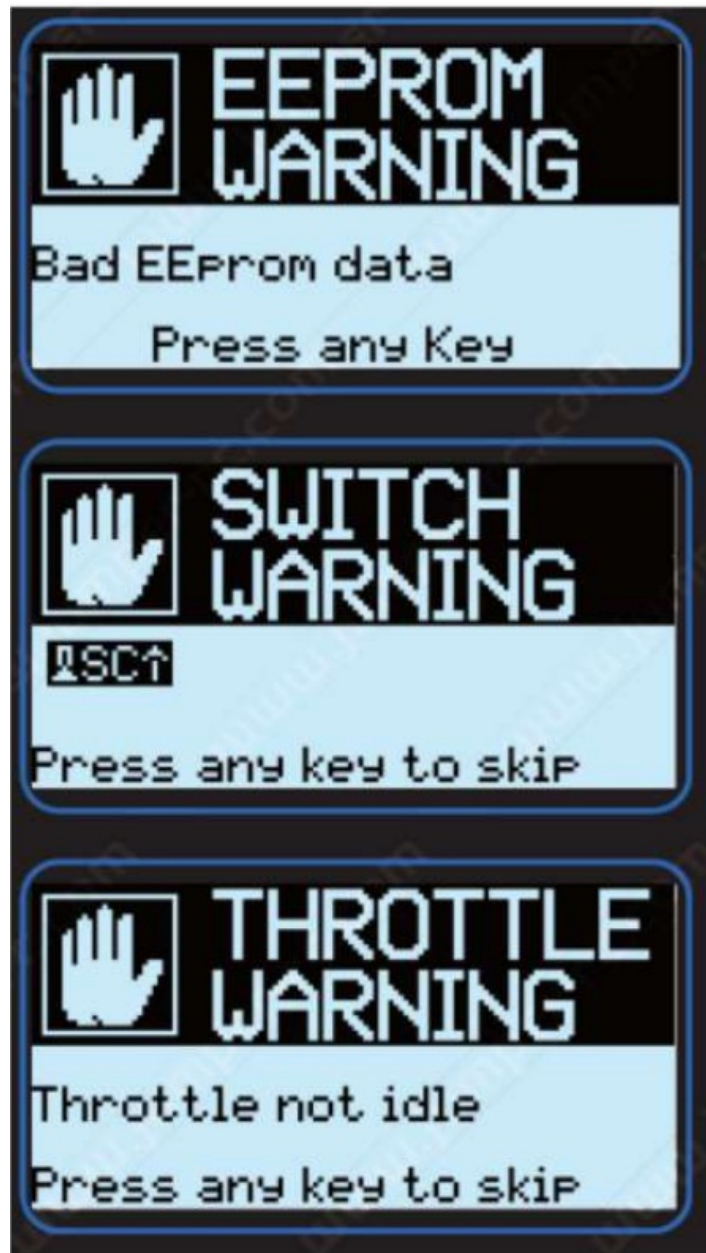 EEPROM
WARNING
Bad EEprom data
Press any Key
SWITCH
WARNING
SC↑
Press any key to skip
THROTTLE
WARNING
Throttle not idle
Press any key to skip